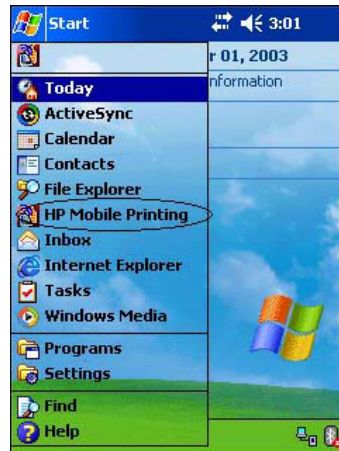 Start 3:01
r 01, 2003
Today
nformation
ActiveSync
Calendar
Contacts
File Explorer
HP Mobile Printing
Inbox
Internet Explorer
Tasks
Windows Media
Programs
Settings
Find
Help